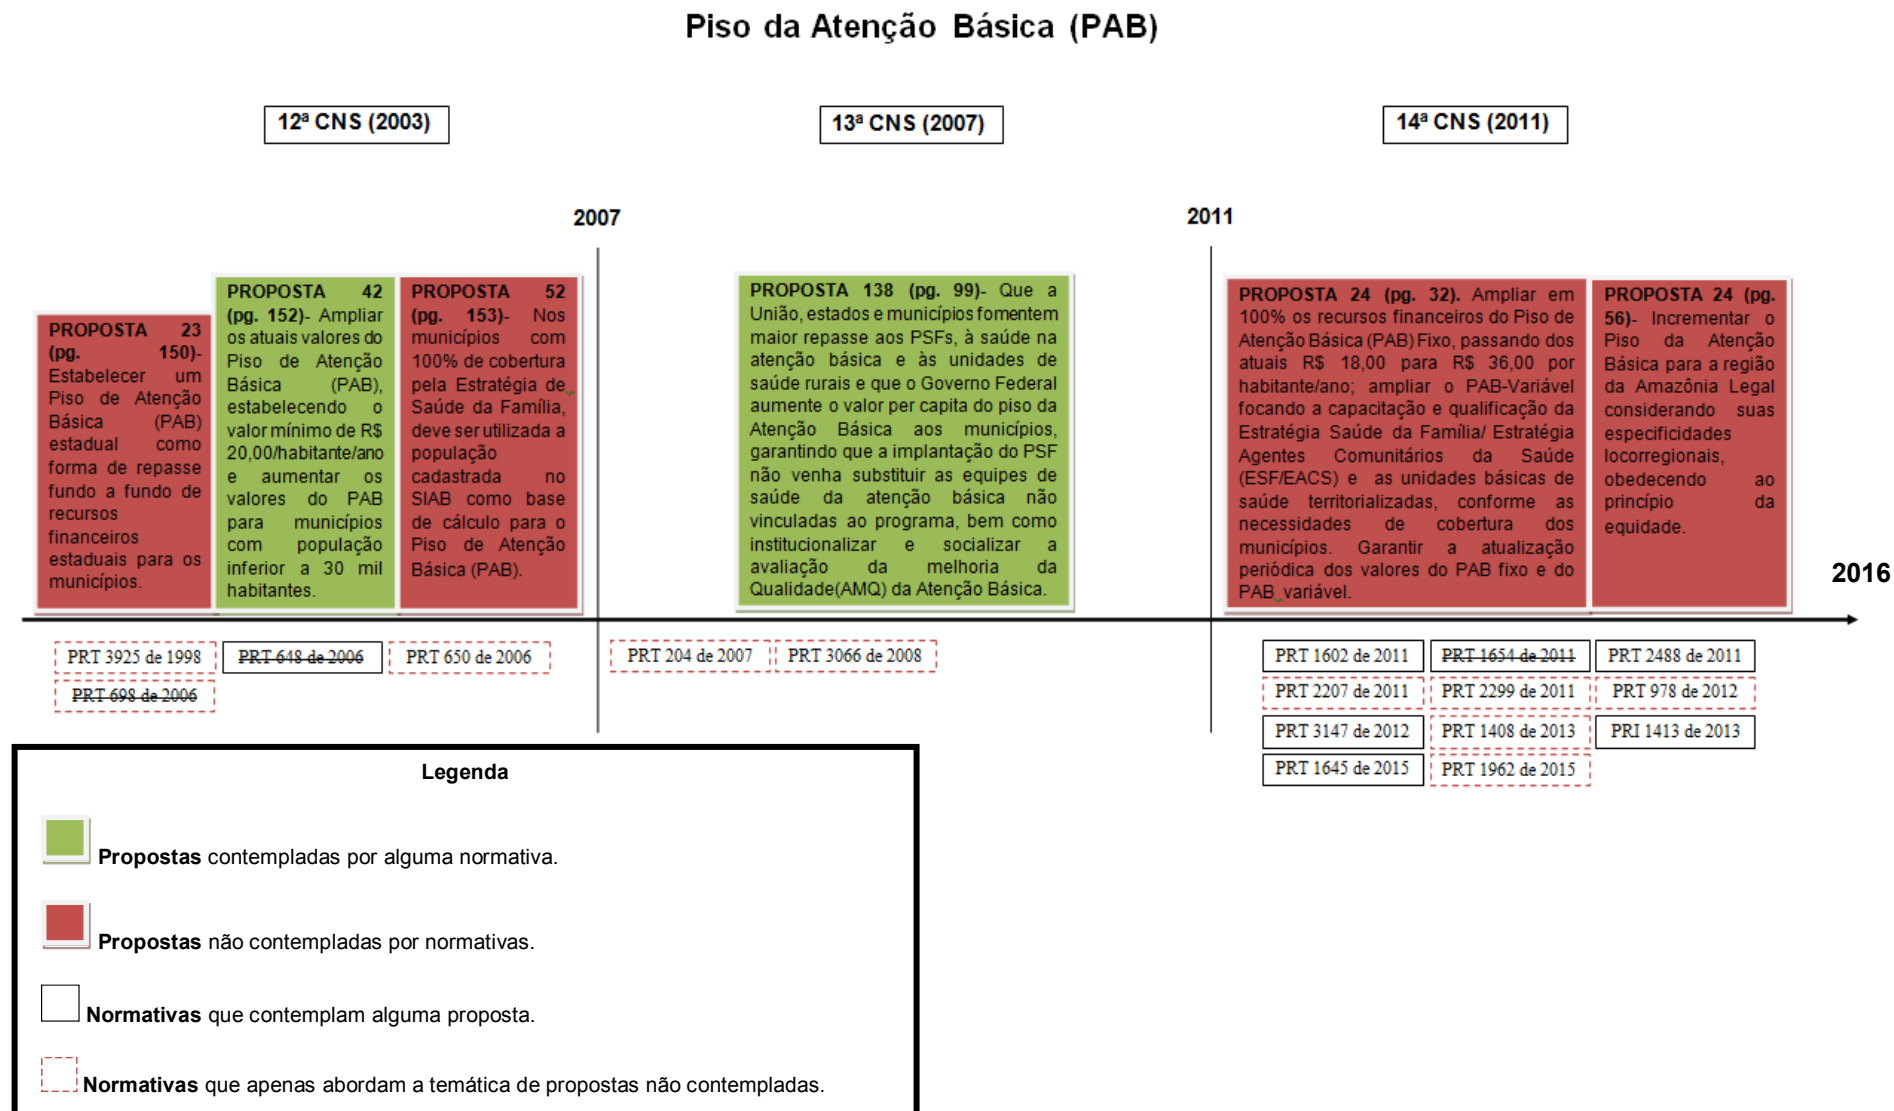 Piso da Atenção Básica (PAB)
12ª CNS (2003)
13ª CNS (2007)
14ª CNS (2011)
2007
2011
PROPOSTA 23
(pg. 150)-
Estabelecer um
Piso de Atenção
Básica (PAB)
estadual como
forma de repasse
fundo a fundo de
recursos
financeiros
estaduais para os
municípios.
PROPOSTA 42
(pg. 152)- Ampliar
os atuais valores do
Piso de Atenção
Básica (PAB),
estabelecendo o
valor mínimo de R$
20,00/habitante/ano
e aumentar os
valores do PAB
para municípios
com população
inferior a 30 mil
habitantes.
PROPOSTA 52
(pg. 153)- Nos
municípios com
100% de cobertura
pela Estratégia de
Saúde da Família,
deve ser utilizada a
população
cadastrada no
SIAB como base
de cálculo para o
Piso de Atenção
Básica (PAB).
PROPOSTA 138 (pg. 99)- Que a
União, estados e municípios fomentem
maior repasse aos PSFs, à saúde na
atenção básica e às unidades de
saúde rurais e que o Governo Federal
aumente o valor per capita do piso da
Atenção Básica aos municípios,
garantindo que a implantação do PSF
não venha substituir as equipes de
saúde da atenção básica não
vinculadas ao programa, bem como
institucionalizar e socializar a
avaliação da melhoria da
Qualidade(AMQ) da Atenção Básica.
PROPOSTA 24 (pg. 32). Ampliar em
100% os recursos financeiros do Piso de
Atenção Básica (PAB) Fixo, passando dos
atuais R$ 18,00 para R$ 36,00 por
habitante/ano; ampliar o PAB-Variável
focando a capacitação e qualificação da
Estratégia Saúde da Família/ Estratégia
Agentes Comunitários da Saúde
(ESF/EACS) e as unidades básicas de
saúde territorializadas, conforme as
necessidades de cobertura dos
municípios. Garantir a atualização
periódica dos valores do PAB fixo e do
PAB variável.
PROPOSTA 24 (pg.
56)- Incrementar o
Piso da Atenção
Básica para a região
da Amazônia Legal
considerando suas
especificidades
locorregionais,
obedecendo ao
princípio da
equidade.
2016
PRT 3925 de 1998
PRT 648 de 2006
PRT 650 de 2006
PRT 698 de 2006
PRT 204 de 2007
PRT 3066 de 2008
PRT 1602 de 2011
PRT 1654 de 2011
PRT 2488 de 2011
PRT 2207 de 2011
PRT 2299 de 2011
PRT 978 de 2012
PRT 3147 de 2012
PRT 1408 de 2013
PRI 1413 de 2013
PRT 1645 de 2015
PRT 1962 de 2015
Legenda
Propostas contempladas por alguma normativa.
Propostas não contempladas por normativas.
Normativas que contemplam alguma proposta.
Normativas que apenas abordam a temática de propostas não contempladas.